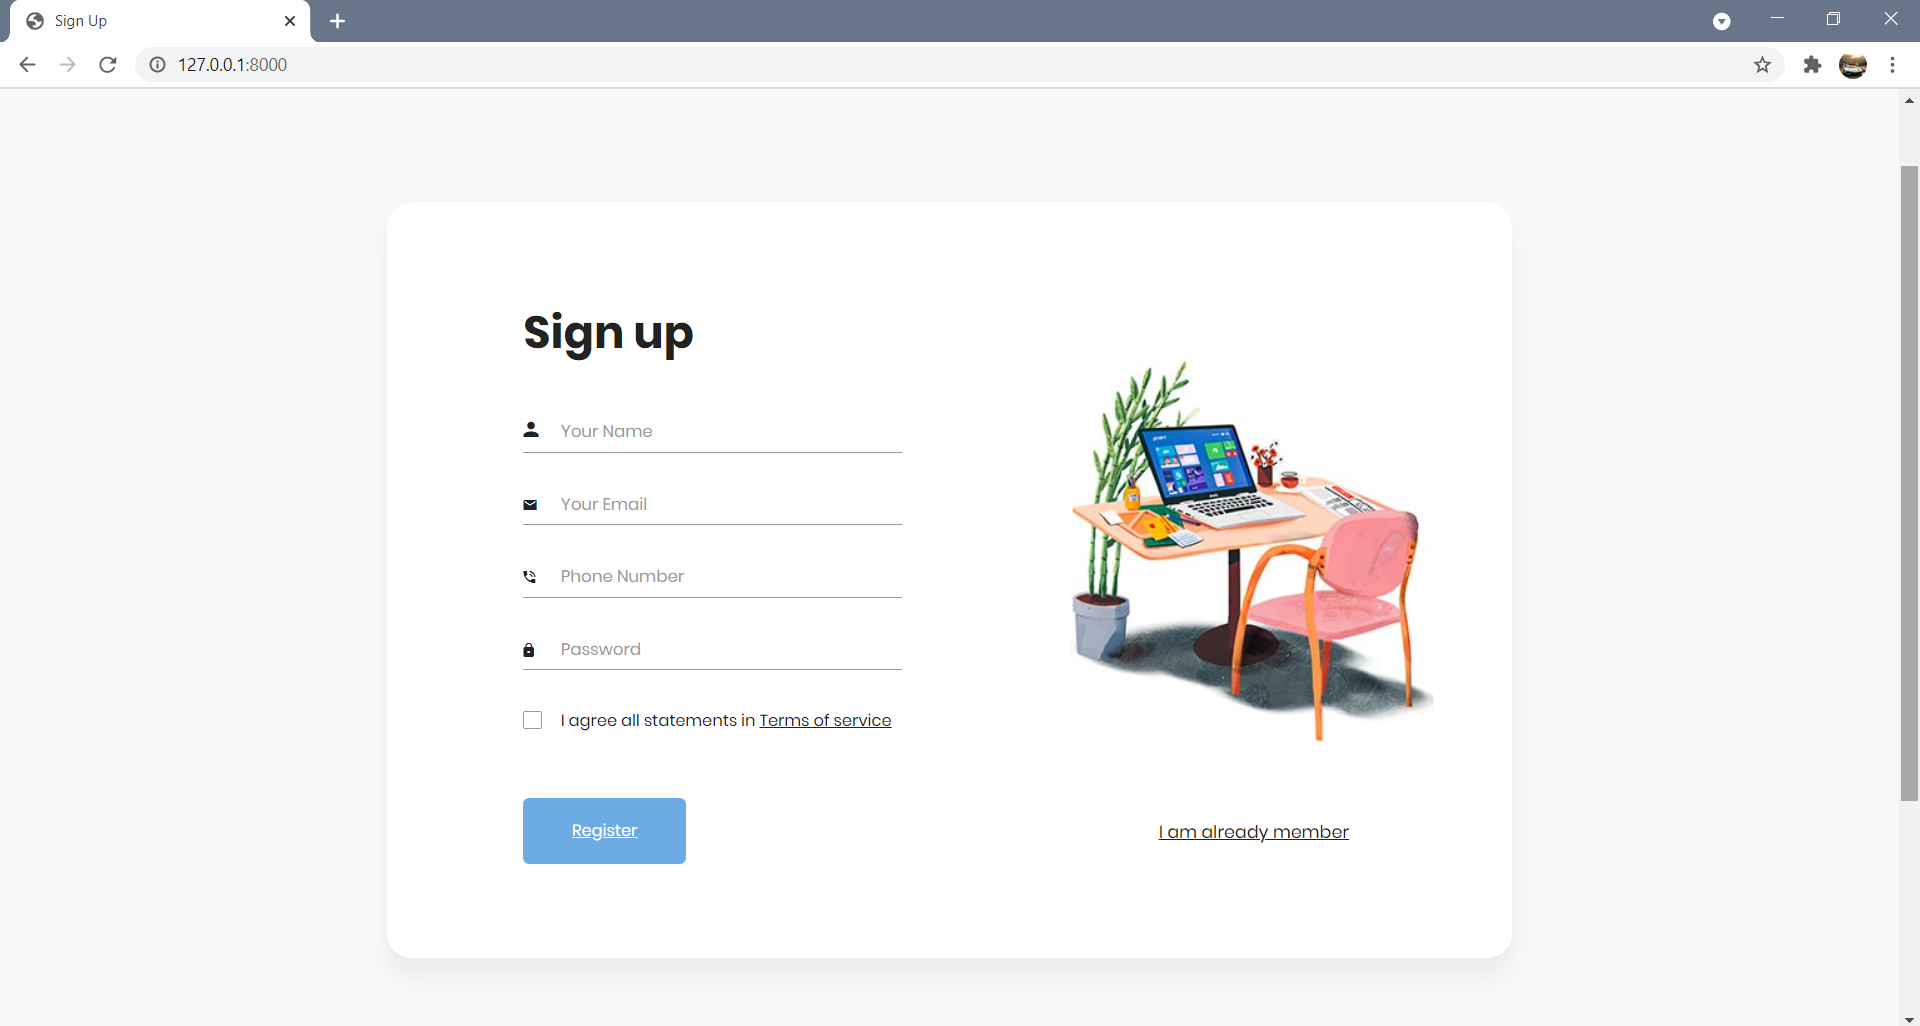 Sign Up
127.0.0.1:8000
Sign up
Your Name
Your Email
Phone Number
Password
I agree all statements in Terms of service
Register
I am already member